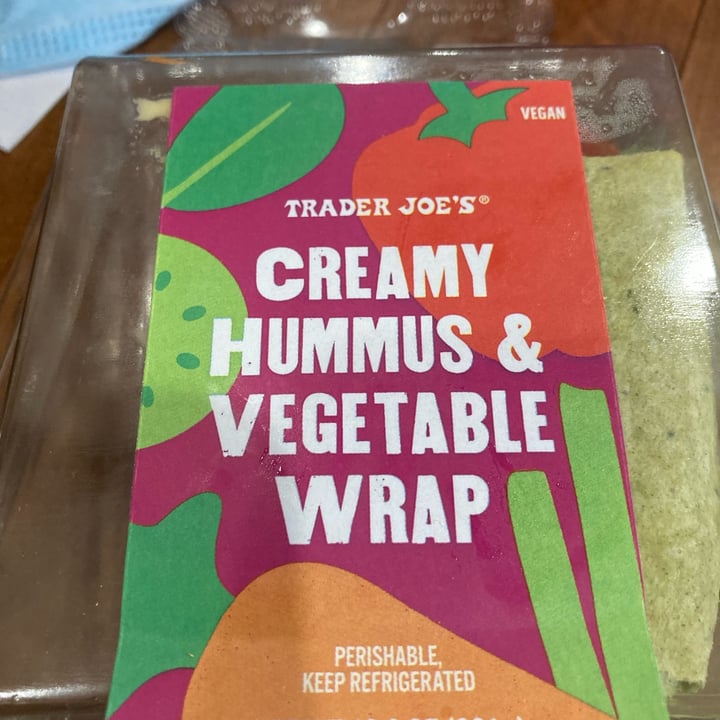 VEGAN
TRADER JOE'S®
CREAMY
HUMMUS &
VEGETABLE
WRAP
PERISHABLE,
KEEP REFRIGERATED